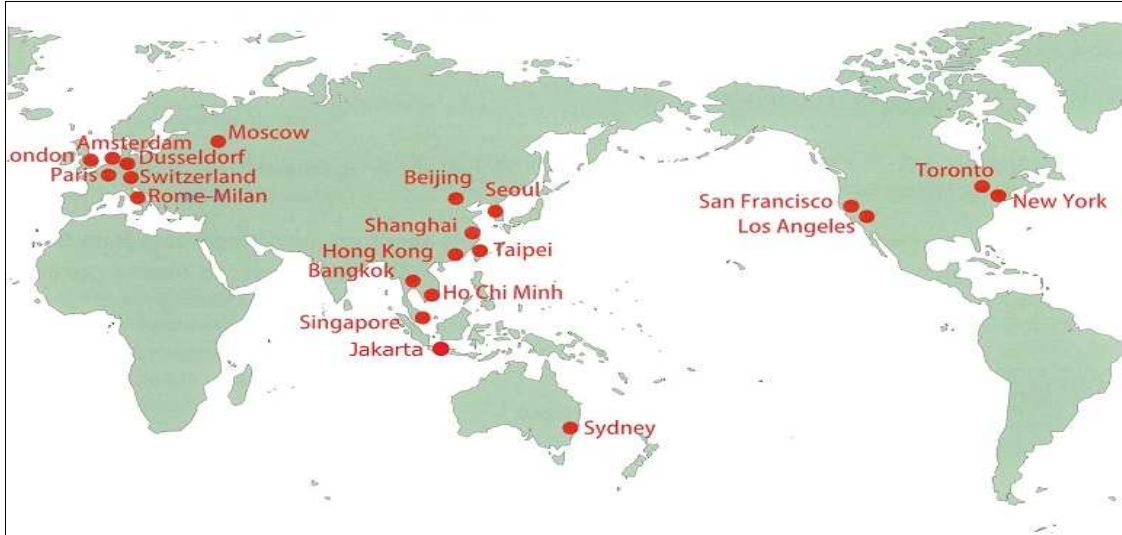 Moscow
Amsterdam
London
Düsseldorf
Paris
Switzerland
Rome-Milan
Beijing
Seoul
Shanghai
Hong Kong
Taipei
Bangkok
Ho Chi Minh
Singapore
Jakarta
Sydney
Toronto
San Francisco
New York
Los Angeles